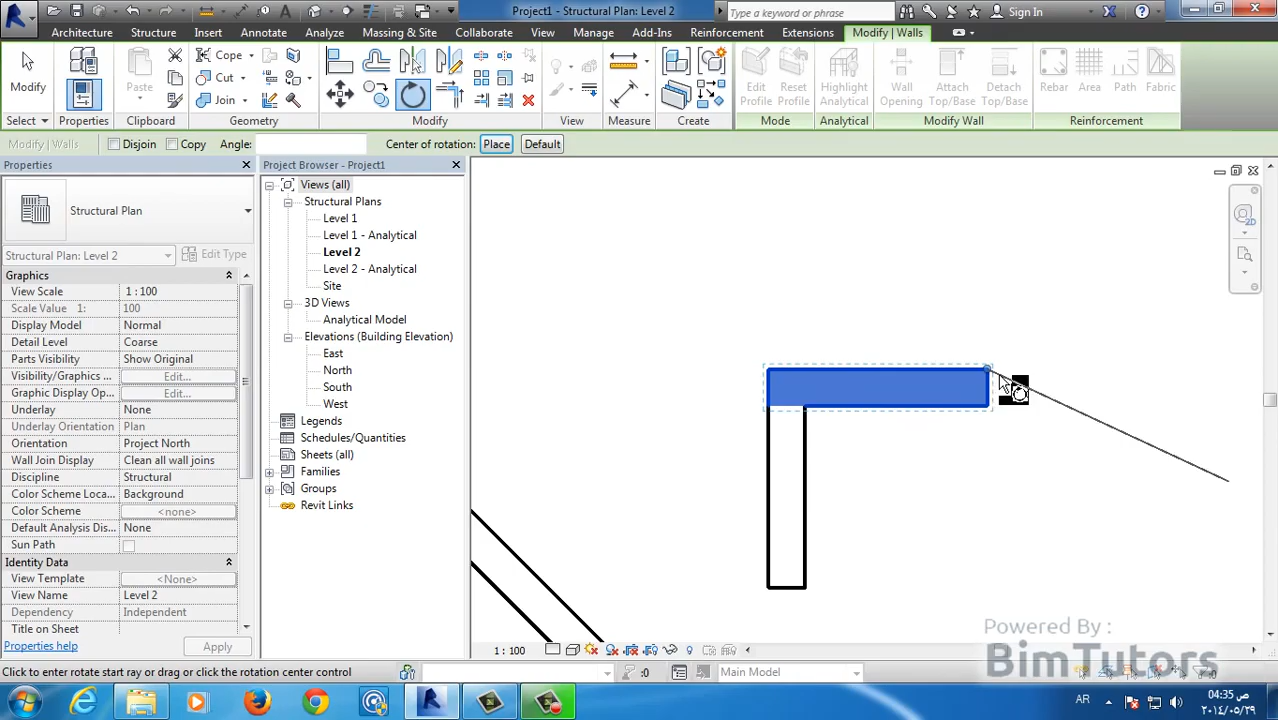 Project1 - Structural Plan: Level 2
Type a keyword or phrase
Sign In
Architecture
Insert
Annotate
Analyze
Massing & Site
Collaborate
View
Manage
Add-Ins
Reinforcement
Extensions
Modify | Walls
Modify
Paste
Cope
Cut
Join
Edit Profile
Reset Profile
Highlight Analytical
Wall Opening
Attach Top/Base
Detach Top/Base
Rebar
Area
Path
Fabric
Select
Properties
Clipboard
Geometry
Modify
View
Measure
Create
Mode
Analytical
Modify Wall
Reinforcement
Modify | Walls
Disjoin
Copy
Angle:
Center of rotation:
Place
Default
Properties
Structural Plan
Structural Plan: Level 2
Edit Type
Graphics
View Scale 1 : 100
Scale Value 1: 100
Display Model Normal
Detail Level Coarse
Parts Visibility Show Original
Visibility/Graphics ... Edit...
Graphic Display Op... Edit...
Underlay None
Underlay Orientation Plan
Orientation Project North
Wall Join Display Clean all wall joins
Discipline Structural
Color Scheme Loca... Background
Color Scheme <none>
Default Analysis Dis... None
Sun Path
Identity Data
View Template <None>
View Name Level 2
Dependency Independent
Title on Sheet
Properties help
Apply
Project Browser - Project1
Views (all)
Structural Plans
Level 1
Level 1 - Analytical
Level 2
Level 2 - Analytical
Site
3D Views
Analytical Model
Elevations (Building Elevation)
East
North
South
West
Legends
Schedules/Quantities
Sheets (all)
Families
Groups
Revit Links
2D
Powered By :
BimTutors
1 : 100
Click to enter rotate start ray or drag or click the rotation center control
:0
Main Model
AR
04:35 ص
٢٠١٤/٠٥/٢٩